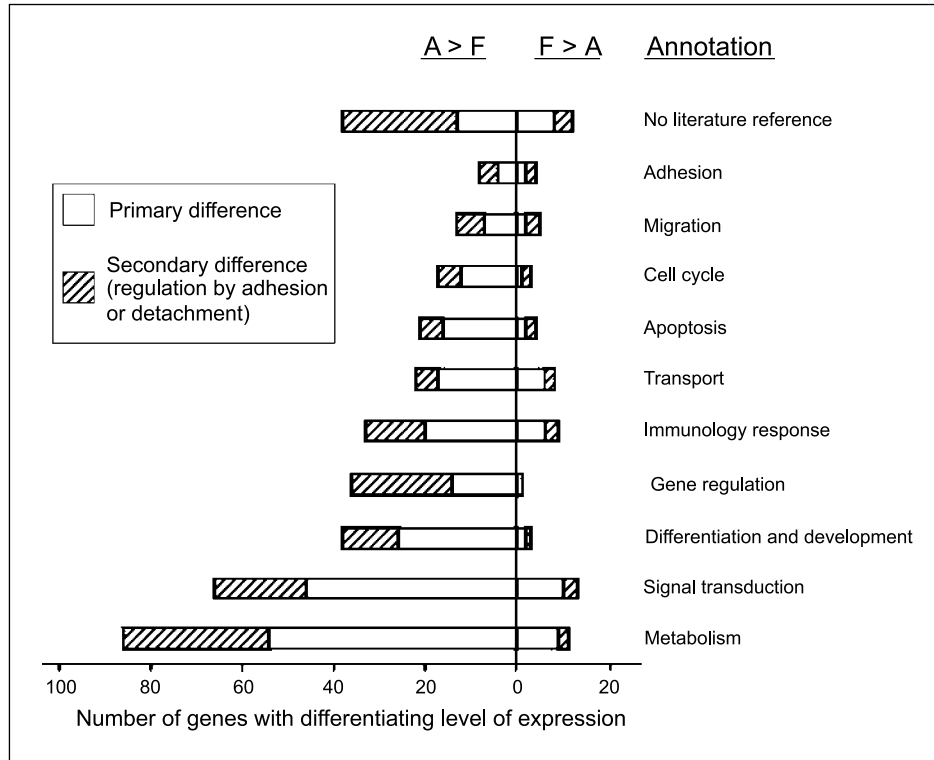 A > F F > A Annotation
No literature reference
Adhesion
Primary difference
Migration
Secondary difference
(regulation by adhesion
or detachment)
Cell cycle
Apoptosis
Transport
Immunology response
Gene regulation
Differentiation and development
Signal transduction
Metabolism
100 80 60 40 20 0 20
Number of genes with differentiating level of expression